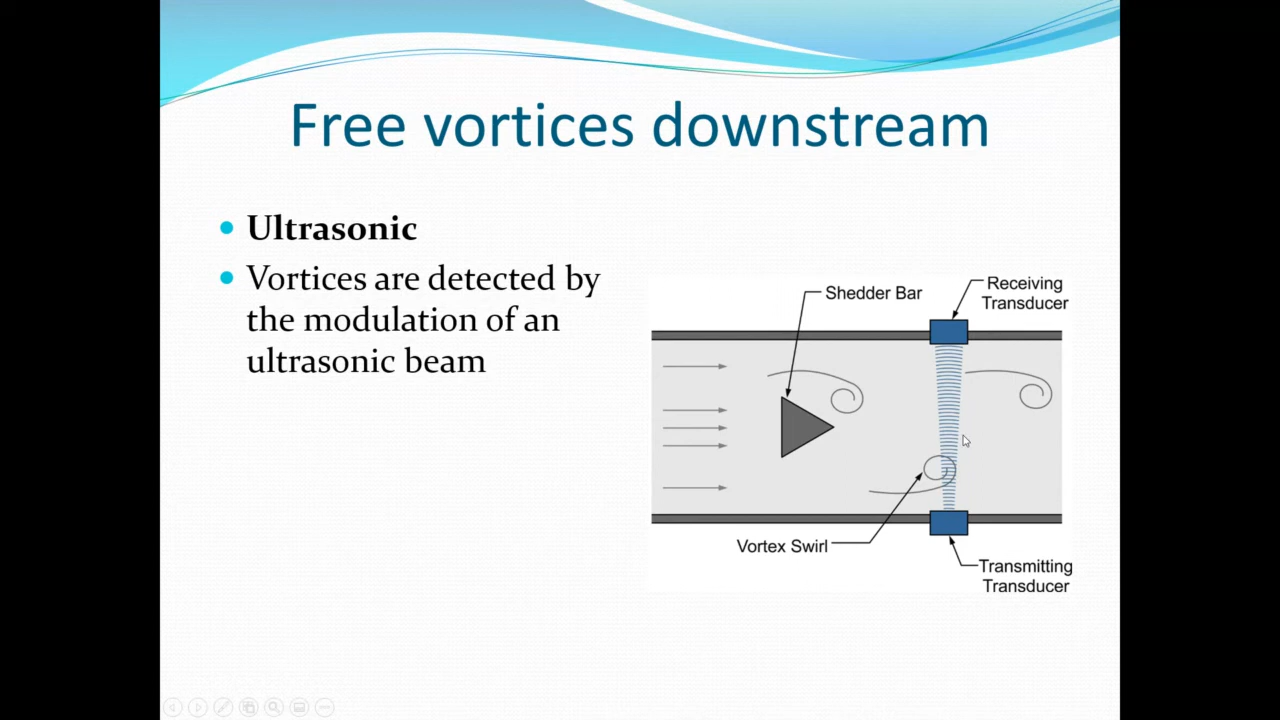 Free vortices downstream
Ultrasonic
Vortices are detected by
the modulation of an
ultrasonic beam
Shedder Bar
Receiving
Transducer
Vortex Swirl
Transmitting
Transducer